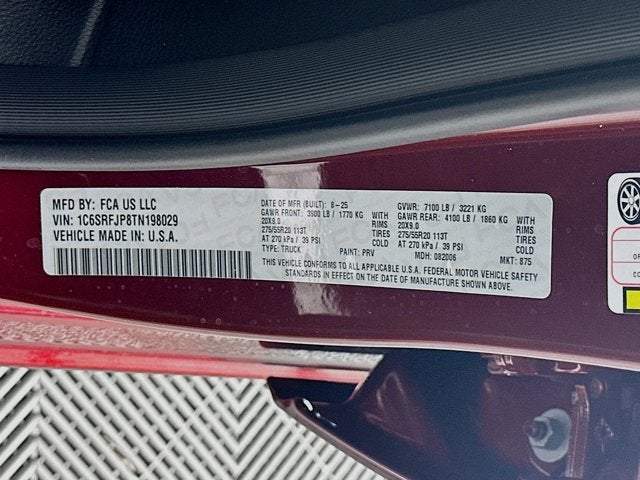 MFD BY: FCA US LLC
VIN: 1C6SRFJP8TN198029
VEHICLE MADE IN: U.S.A.
DATE OF MFR (BUILT): 8-25 GVWR: 7100 LB / 3221 KG
GAWR FRONT: 3900 LB / 1770 KG WITH GAWR REAR: 4100 LB / 1860 KG WITH
20X9.0 RIMS 20X9.0 RIMS
275/55R20 113T TIRES 275/55R20 113T TIRES
AT 270 kPa / 39 PSI COLD AT 270 kPa / 39 PSI COLD
TYPE: TRUCK PAINT: PRV MDH: 082006 MKT: 875
THIS VEHICLE CONFORMS TO ALL APPLICABLE U.S.A. FEDERAL MOTOR VEHICLE SAFETY
STANDARDS IN EFFECT ON THE DATE OF MANUFACTURE SHOWN ABOVE.